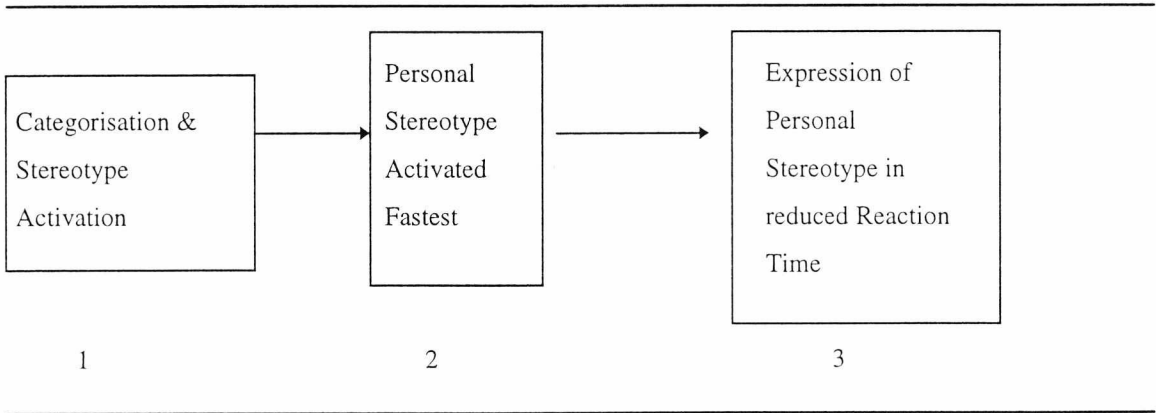 Categorisation &
Stereotype
Activation
Personal
Stereotype
Activated
Fastest
Expression of
Personal
Stereotype in
reduced Reaction
Time
1
2
3